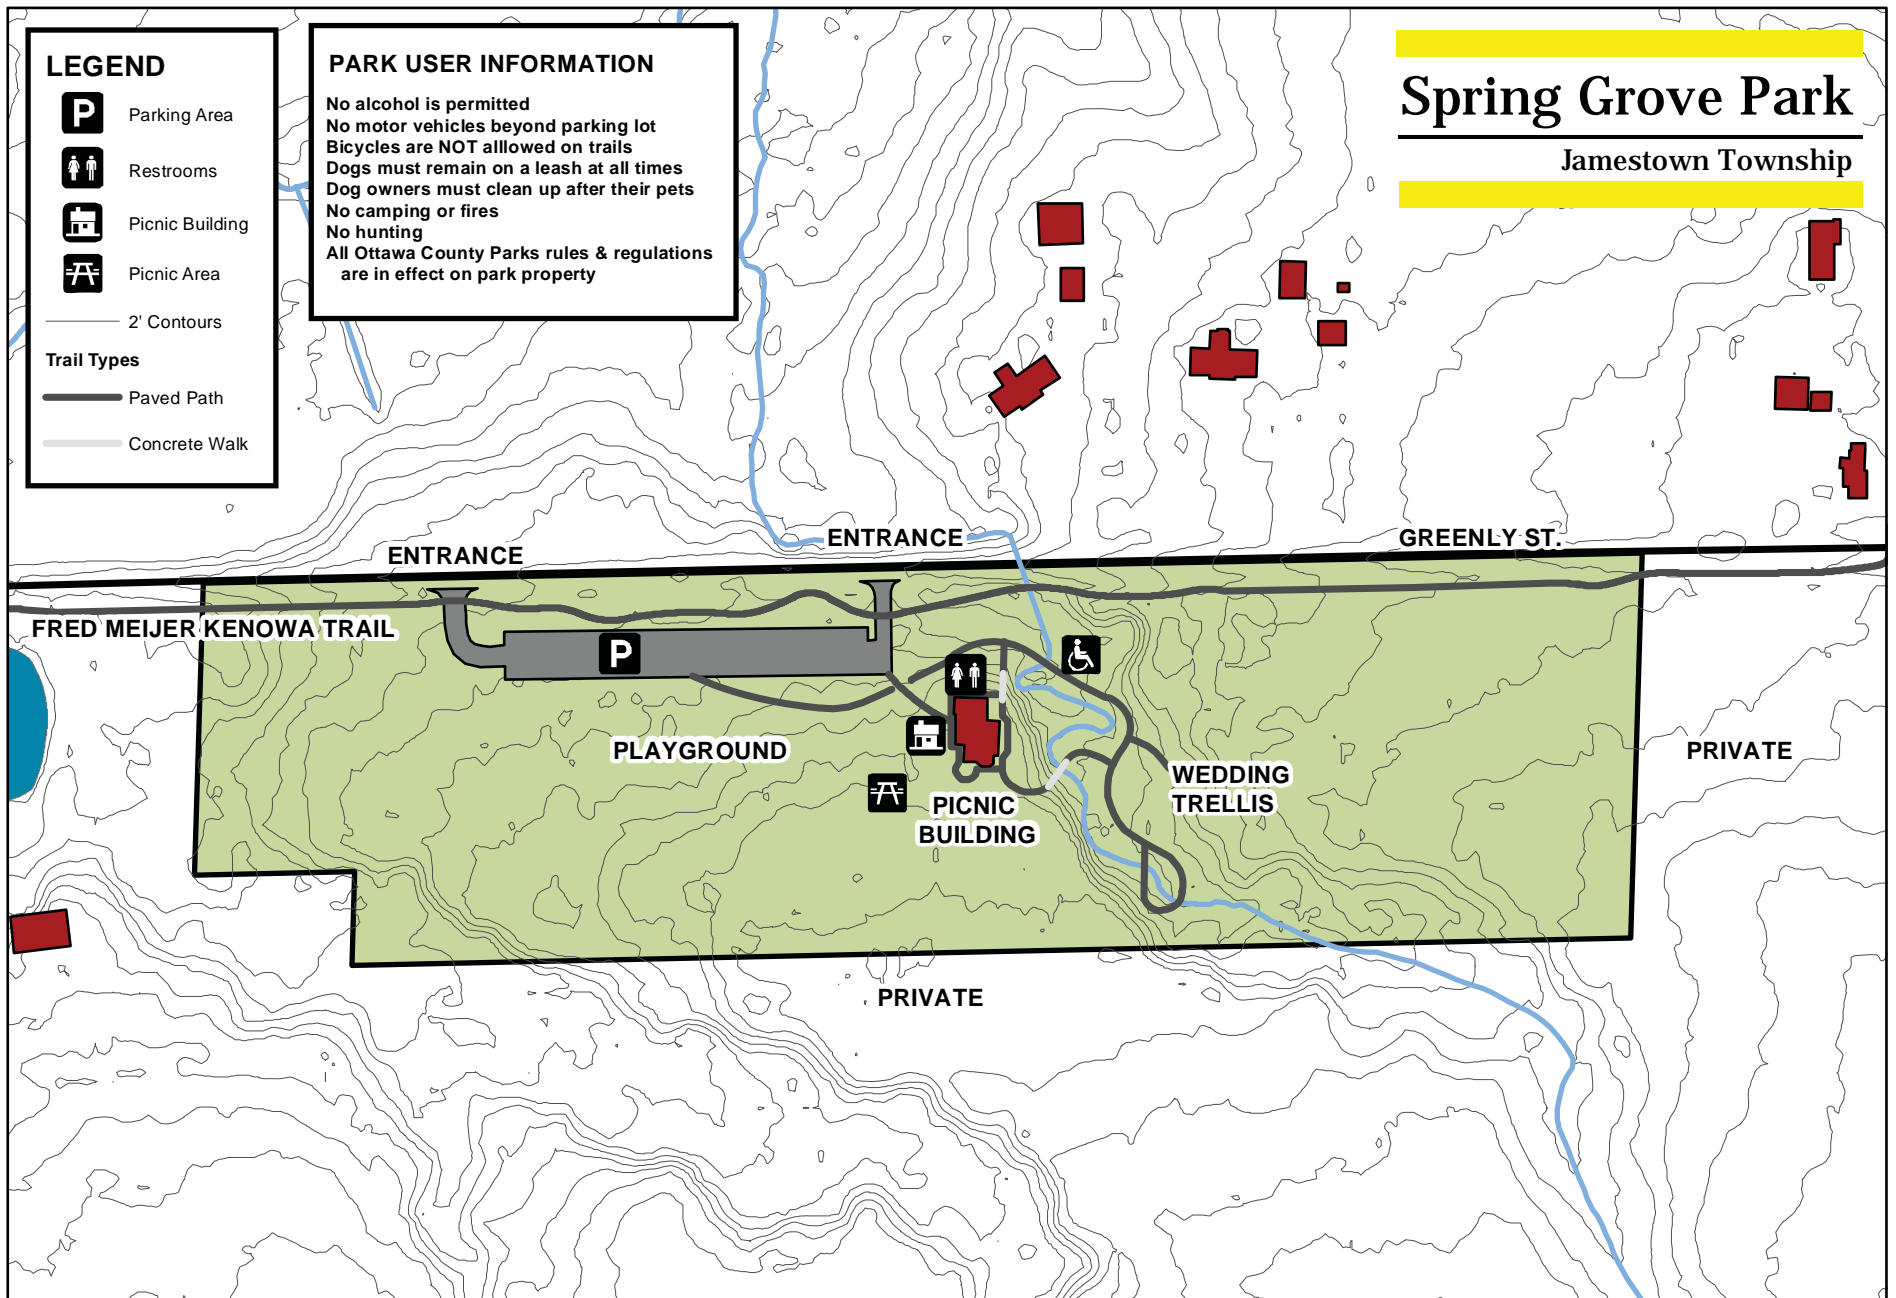 LEGEND
P
Parking Area
Restrooms
Picnic Building
Picnic Area
2' Contours
Trail Types
Paved Path
Concrete Walk
PARK USER INFORMATION
No alcohol is permitted
No motor vehicles beyond parking lot
Bicycles are NOT alllowed on trails
Dogs must remain on a leash at all times
Dog owners must clean up after their pets
No camping or fires
No hunting
All Ottawa County Parks rules & regulations
are in effect on park property
Spring Grove Park
Jamestown Township
ENTRANCE
ENTRANCE
GREENLY ST.
FRED MEIJER KENOWA TRAIL
P
PLAYGROUND
PICNIC
BUILDING
WEDDING
TRELLIS
PRIVATE
PRIVATE